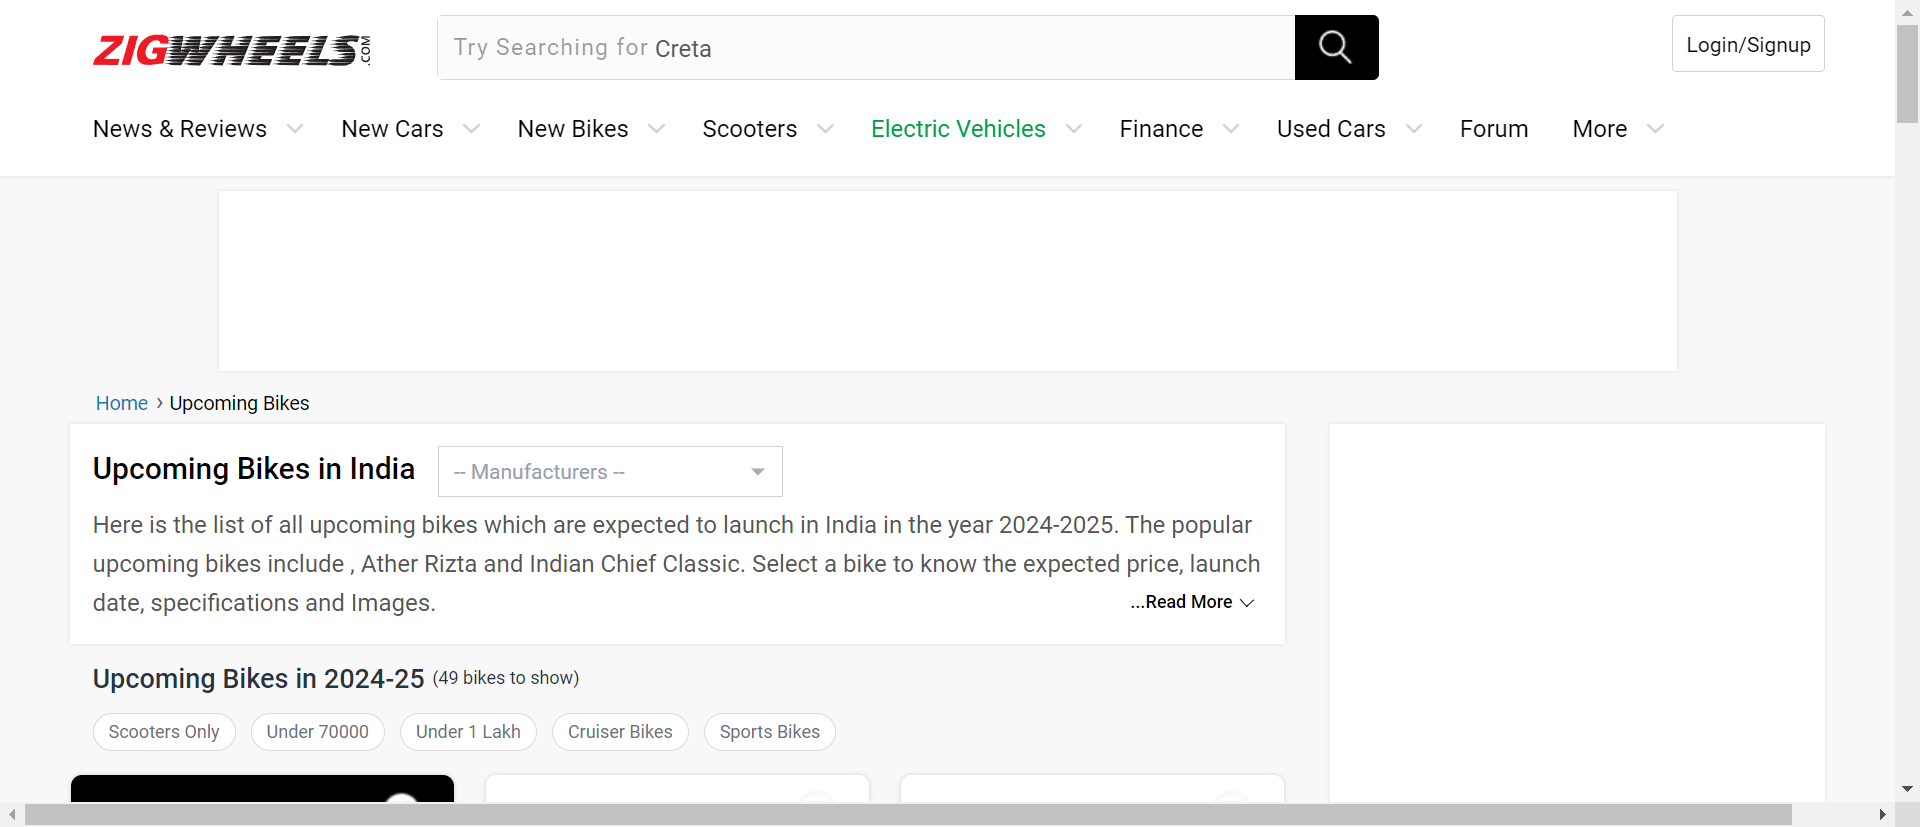 ZIGWHEELS.COM
Try Searching for Creta
Login/Signup
News & Reviews
New Cars
New Bikes
Scooters
Electric Vehicles
Finance
Used Cars
Forum
More
Home › Upcoming Bikes
Upcoming Bikes in India
-- Manufacturers --
Here is the list of all upcoming bikes which are expected to launch in India in the year 2024-2025. The popular
upcoming bikes include , Ather Rizta and Indian Chief Classic. Select a bike to know the expected price, launch
date, specifications and Images.
...Read More
Upcoming Bikes in 2024-25 (49 bikes to show)
Scooters Only
Under 70000
Under 1 Lakh
Cruiser Bikes
Sports Bikes